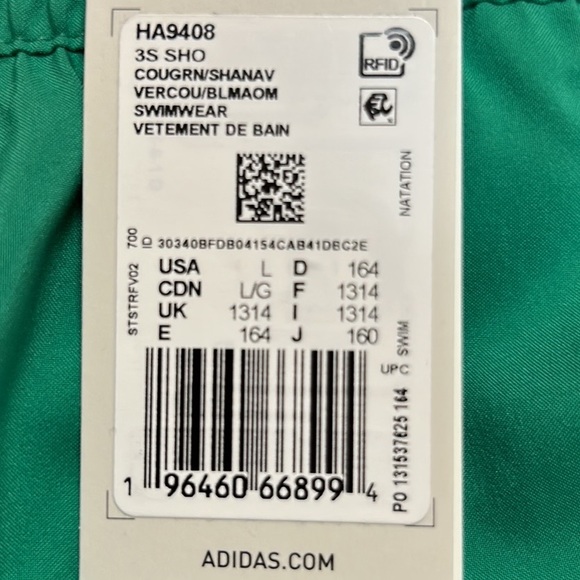 HA9408
3S SHO
COUGRN/SHANAV
VERCOU/BLMAOM
SWIMWEAR
VETEMENT DE BAIN
RFID
NATATION
700
ID 30340BFDB04154CAB41DBC2E
STSTRFV02
USA L D 164
CDN L/G F 1314
UK 1314 I 1314
E 164 J 160
SWIM
UPC
PO 131537625 164
1 96460 66899 4
ADIDAS.COM